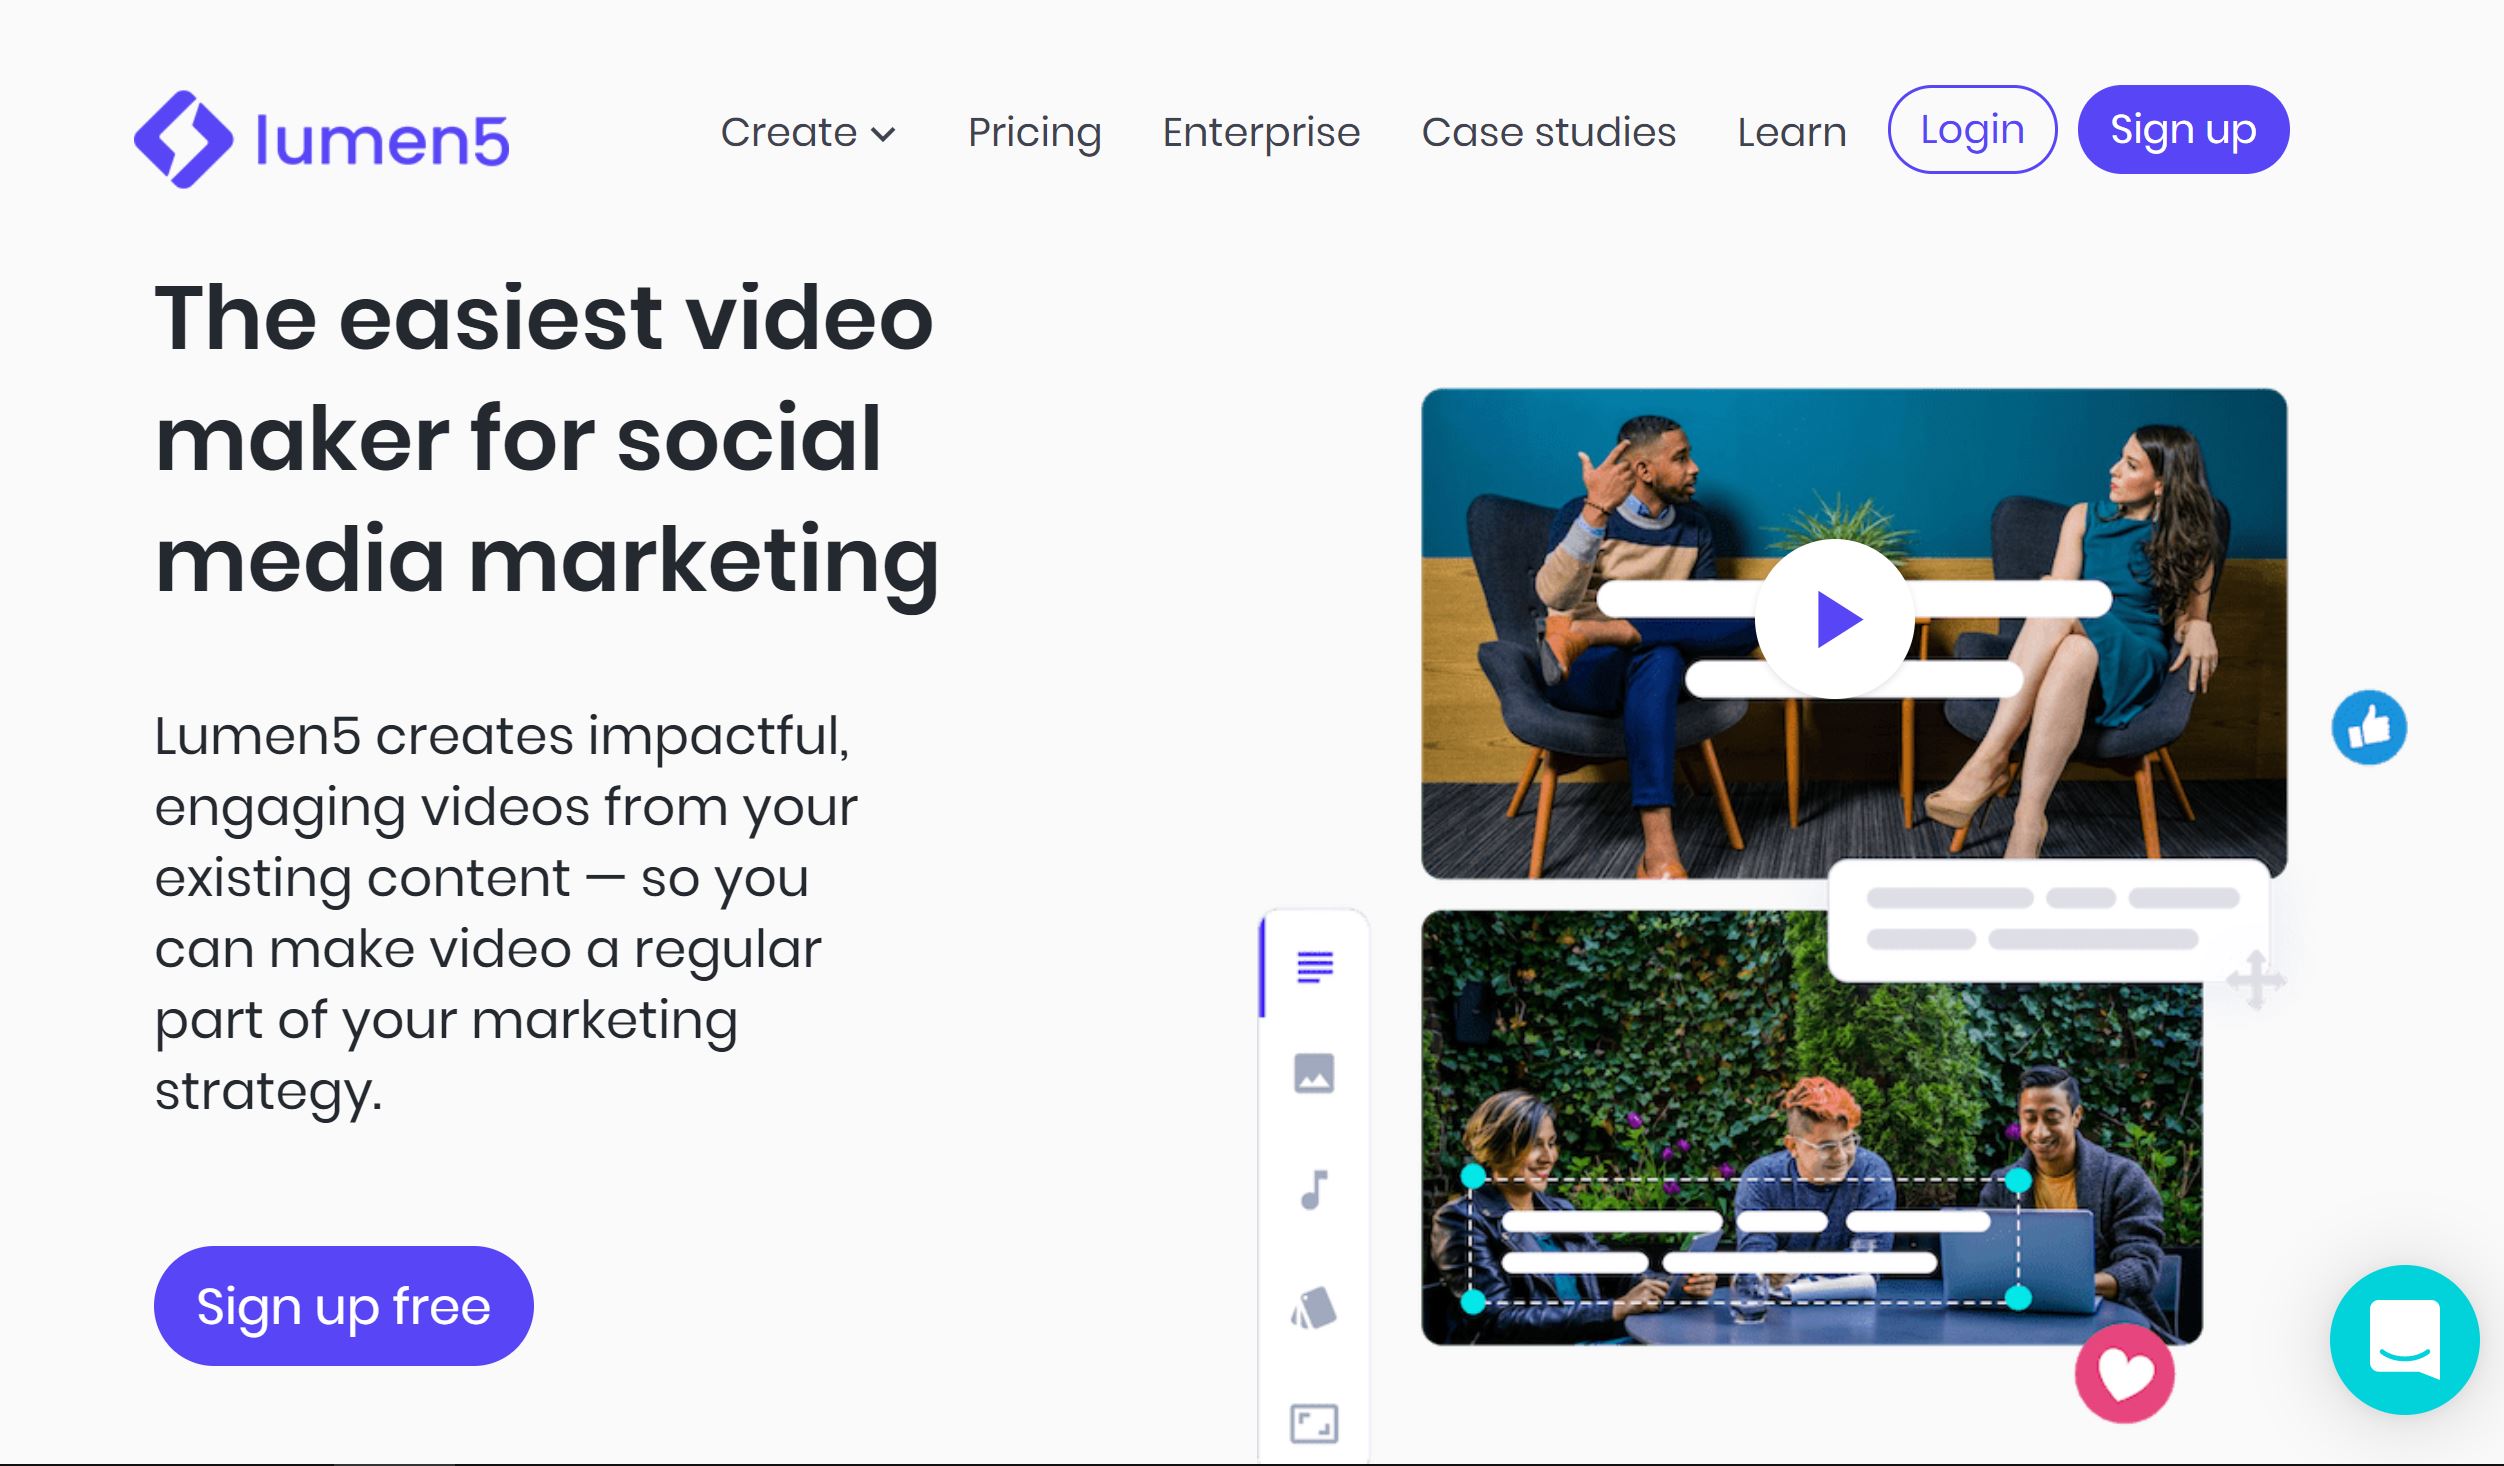 lumen5
Create
Pricing
Enterprise
Case studies
Learn
Login
Sign up
The easiest video
maker for social
media marketing
Lumen5 creates impactful,
engaging videos from your
existing content — so you
can make video a regular
part of your marketing
strategy.
Sign up free